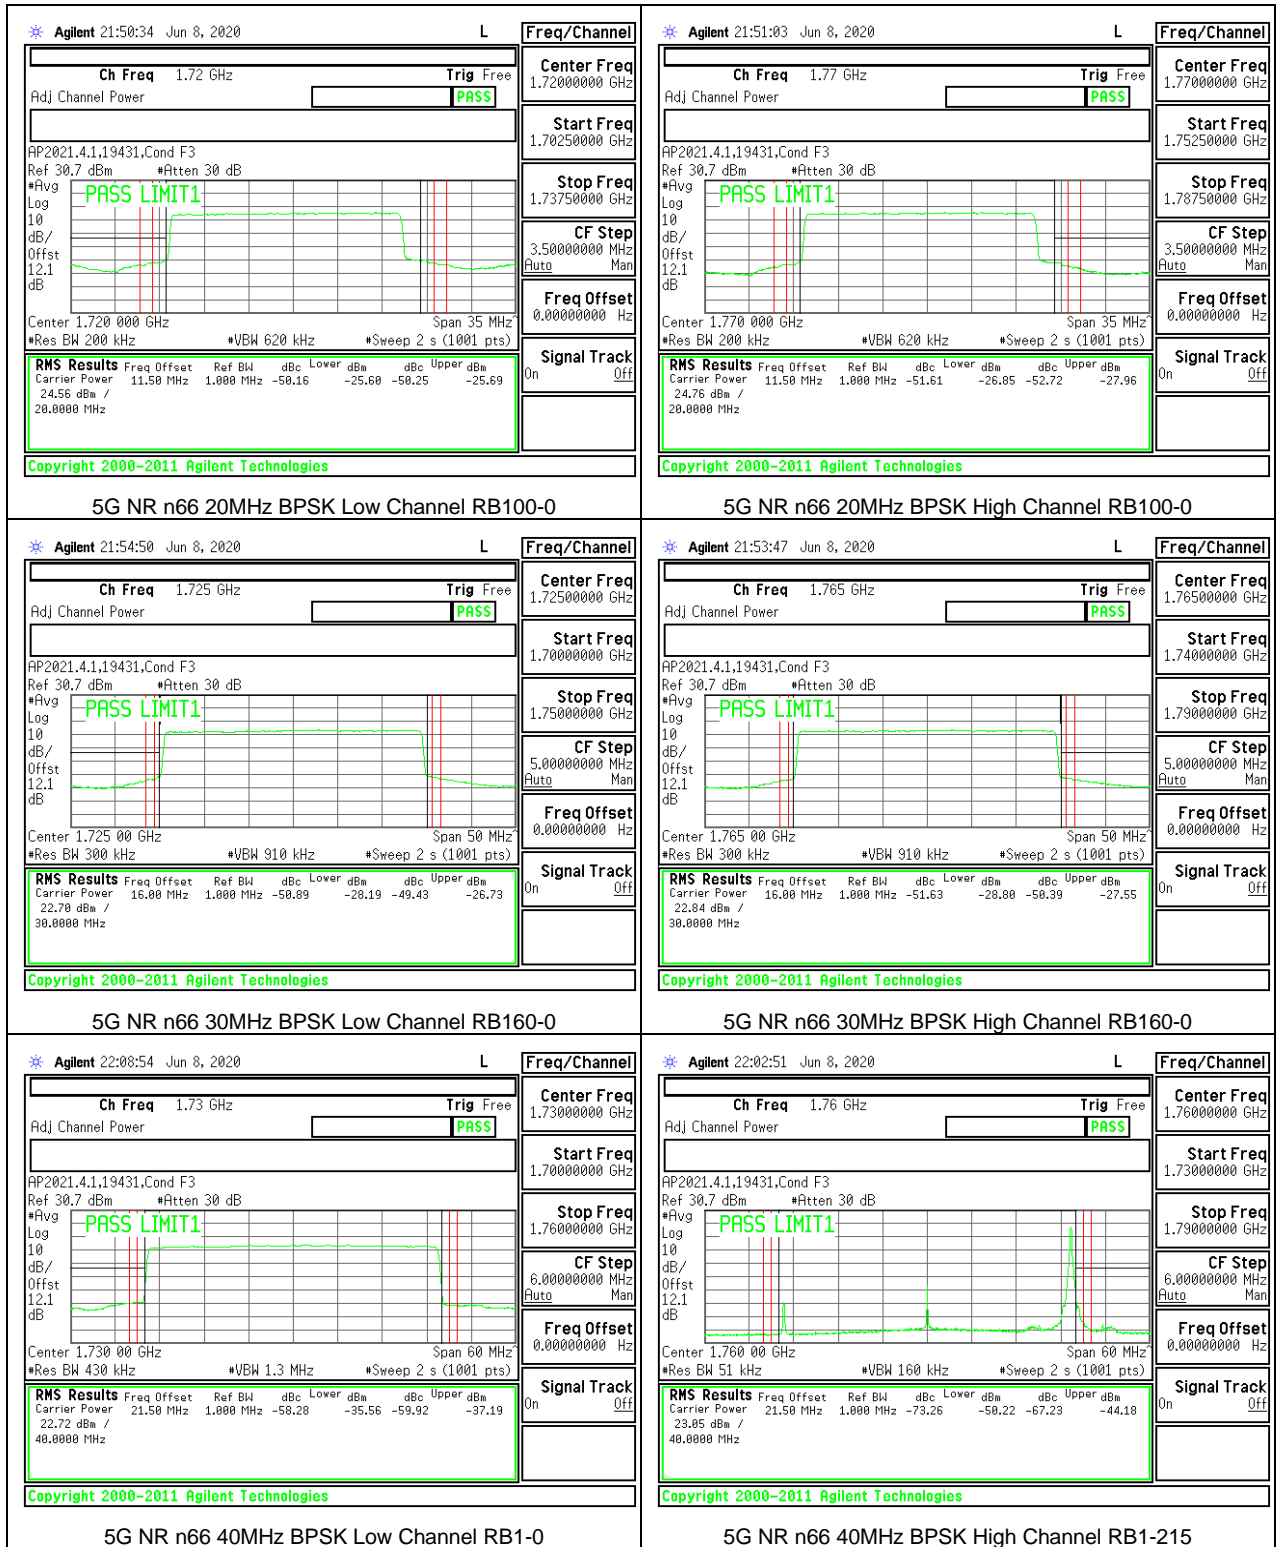 Agilent 21:50:34 Jun 8, 2020 L Freq/Channel
Ch Freq 1.72 GHz Trig Free
Adj Channel Power PASS
Center Freq
1.72000000 GHz
Start Freq
1.70250000 GHz
Stop Freq
1.73750000 GHz
CF Step
3.50000000 MHz
Auto Man
Freq Offset
0.00000000 Hz
Signal Track
On Off
AP2021.4.1,19431,Cond F3
Ref 30.7 dBm #Atten 30 dB
#Avg
Log
10
dB/
Offst
12.1
dB
PASS LIMIT1
Center 1.720 000 GHz Span 35 MHz^
#Res BW 200 kHz #VBW 620 kHz #Sweep 2 s (1001 pts)
RMS Results Freq Offset Ref BW dBc Lower dBm dBc Upper dBm
Carrier Power 11.50 MHz 1.000 MHz -50.16 -25.60 -50.25 -25.69
24.56 dBm /
20.0000 MHz
Copyright 2000-2011 Agilent Technologies
5G NR n66 20MHz BPSK Low Channel RB100-0
Agilent 21:51:03 Jun 8, 2020 L Freq/Channel
Ch Freq 1.77 GHz Trig Free
Adj Channel Power PASS
Center Freq
1.77000000 GHz
Start Freq
1.75250000 GHz
Stop Freq
1.78750000 GHz
CF Step
3.50000000 MHz
Auto Man
Freq Offset
0.00000000 Hz
Signal Track
On Off
AP2021.4.1,19431,Cond F3
Ref 30.7 dBm #Atten 30 dB
#Avg
Log
10
dB/
Offst
12.1
dB
PASS LIMIT1
Center 1.770 000 GHz Span 35 MHz^
#Res BW 200 kHz #VBW 620 kHz #Sweep 2 s (1001 pts)
RMS Results Freq Offset Ref BW dBc Lower dBm dBc Upper dBm
Carrier Power 11.50 MHz 1.000 MHz -51.61 -26.85 -52.72 -27.96
24.76 dBm /
20.0000 MHz
Copyright 2000-2011 Agilent Technologies
5G NR n66 20MHz BPSK High Channel RB100-0
Agilent 21:54:50 Jun 8, 2020 L Freq/Channel
Ch Freq 1.725 GHz Trig Free
Adj Channel Power PASS
Center Freq
1.72500000 GHz
Start Freq
1.70000000 GHz
Stop Freq
1.75000000 GHz
CF Step
5.00000000 MHz
Auto Man
Freq Offset
0.00000000 Hz
Signal Track
On Off
AP2021.4.1,19431,Cond F3
Ref 30.7 dBm #Atten 30 dB
#Avg
Log
10
dB/
Offst
12.1
dB
PASS LIMIT1
Center 1.725 00 GHz Span 50 MHz^
#Res BW 300 kHz #VBW 910 kHz #Sweep 2 s (1001 pts)
RMS Results Freq Offset Ref BW dBc Lower dBm dBc Upper dBm
Carrier Power 16.00 MHz 1.000 MHz -50.89 -28.19 -49.43 -26.73
22.70 dBm /
30.0000 MHz
Copyright 2000-2011 Agilent Technologies
5G NR n66 30MHz BPSK Low Channel RB160-0
Agilent 21:53:47 Jun 8, 2020 L Freq/Channel
Ch Freq 1.765 GHz Trig Free
Adj Channel Power PASS
Center Freq
1.76500000 GHz
Start Freq
1.74000000 GHz
Stop Freq
1.79000000 GHz
CF Step
5.00000000 MHz
Auto Man
Freq Offset
0.00000000 Hz
Signal Track
On Off
AP2021.4.1,19431,Cond F3
Ref 30.7 dBm #Atten 30 dB
#Avg
Log
10
dB/
Offst
12.1
dB
PASS LIMIT1
Center 1.765 00 GHz Span 50 MHz^
#Res BW 300 kHz #VBW 910 kHz #Sweep 2 s (1001 pts)
RMS Results Freq Offset Ref BW dBc Lower dBm dBc Upper dBm
Carrier Power 16.00 MHz 1.000 MHz -51.63 -28.80 -50.39 -27.55
22.84 dBm /
30.0000 MHz
Copyright 2000-2011 Agilent Technologies
5G NR n66 30MHz BPSK High Channel RB160-0
Agilent 22:08:54 Jun 8, 2020 L Freq/Channel
Ch Freq 1.73 GHz Trig Free
Adj Channel Power PASS
Center Freq
1.73000000 GHz
Start Freq
1.70000000 GHz
Stop Freq
1.76000000 GHz
CF Step
6.00000000 MHz
Auto Man
Freq Offset
0.00000000 Hz
Signal Track
On Off
AP2021.4.1,19431,Cond F3
Ref 30.7 dBm #Atten 30 dB
#Avg
Log
10
dB/
Offst
12.1
dB
PASS LIMIT1
Center 1.730 00 GHz Span 60 MHz^
#Res BW 430 kHz #VBW 1.3 MHz #Sweep 2 s (1001 pts)
RMS Results Freq Offset Ref BW dBc Lower dBm dBc Upper dBm
Carrier Power 21.50 MHz 1.000 MHz -58.28 -35.56 -59.92 -37.19
22.72 dBm /
40.0000 MHz
Copyright 2000-2011 Agilent Technologies
5G NR n66 40MHz BPSK Low Channel RB1-0
Agilent 22:02:51 Jun 8, 2020 L Freq/Channel
Ch Freq 1.76 GHz Trig Free
Adj Channel Power PASS
Center Freq
1.76000000 GHz
Start Freq
1.73000000 GHz
Stop Freq
1.79000000 GHz
CF Step
6.00000000 MHz
Auto Man
Freq Offset
0.00000000 Hz
Signal Track
On Off
AP2021.4.1,19431,Cond F3
Ref 30.7 dBm #Atten 30 dB
#Avg
Log
10
dB/
Offst
12.1
dB
PASS LIMIT1
Center 1.760 00 GHz Span 60 MHz^
#Res BW 51 kHz #VBW 160 kHz #Sweep 2 s (1001 pts)
RMS Results Freq Offset Ref BW dBc Lower dBm dBc Upper dBm
Carrier Power 21.50 MHz 1.000 MHz -73.26 -50.22 -67.23 -44.18
23.05 dBm /
40.0000 MHz
Copyright 2000-2011 Agilent Technologies
5G NR n66 40MHz BPSK High Channel RB1-215